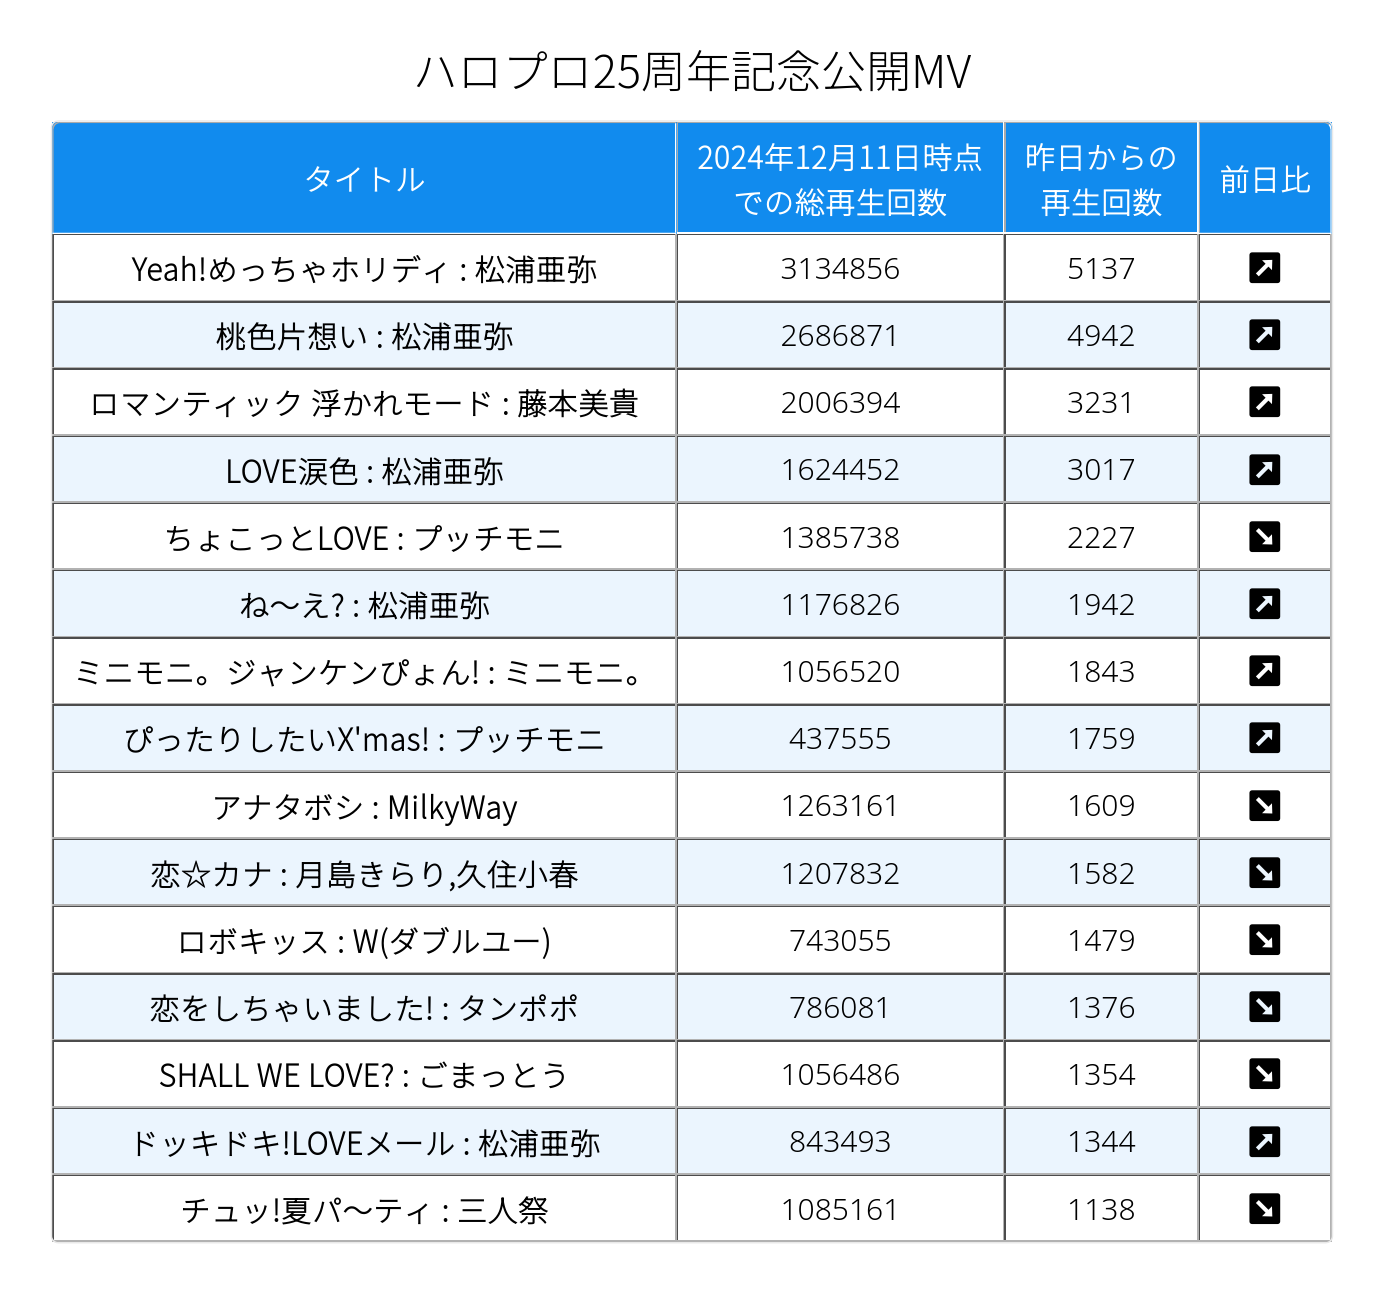 ハロプロ25周年記念公開MV
タイトル 2024年12月11日時点での総再生回数 昨日からの再生回数 前日比
Yeah!めっちゃホリディ : 松浦亜弥 3134856 5137 ↗
桃色片想い : 松浦亜弥 2686871 4942 ↗
ロマンティック 浮かれモード : 藤本美貴 2006394 3231 ↗
LOVE涙色 : 松浦亜弥 1624452 3017 ↗
ちょこっとLOVE : プッチモニ 1385738 2227 ↘
ね〜え? : 松浦亜弥 1176826 1942 ↗
ミニモニ。ジャンケンぴょん! : ミニモニ。 1056520 1843 ↗
ぴったりしたいX'mas! : プッチモニ 437555 1759 ↗
アナタボシ : MilkyWay 1263161 1609 ↘
恋☆カナ : 月島きらり,久住小春 1207832 1582 ↘
ロボキッス : W(ダブルユー) 743055 1479 ↘
恋をしちゃいました! : タンポポ 786081 1376 ↘
SHALL WE LOVE? : ごまっとう 1056486 1354 ↘
ドッキドキ!LOVEメール : 松浦亜弥 843493 1344 ↗
チュッ!夏パ〜ティ : 三人祭 1085161 1138 ↘